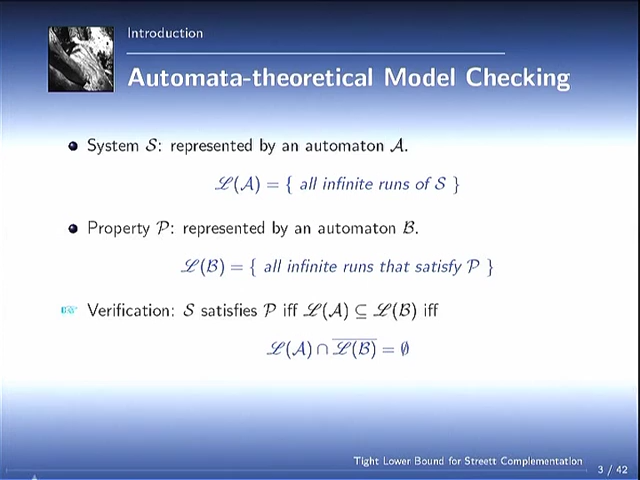 Introduction
Automata-theoretical Model Checking
System 𝒮: represented by an automaton 𝒜.
ℒ(𝒜) = { all infinite runs of 𝒮 }
Property 𝒫: represented by an automaton ℬ.
ℒ(ℬ) = { all infinite runs that satisfy 𝒫 }
Verification: 𝒮 satisfies 𝒫 iff ℒ(𝒜) ⊆ ℒ(ℬ) iff
ℒ(𝒜) ∩ \overline{ℒ(ℬ)} = ∅
Tight Lower Bound for Streett Complementation
3 / 42